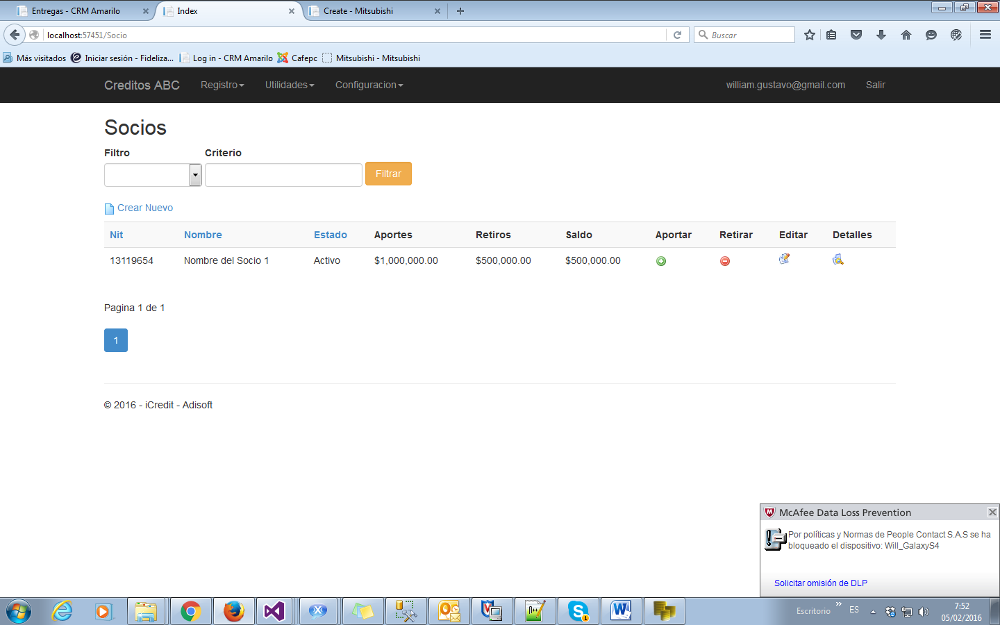 Entregas - CRM Amarilo
Index
Create - Mitsubishi
localhost:57451/Socio
Buscar
Más visitados
Iniciar sesión - Fideliza...
Log in - CRM Amarilo
Cafepc
Mitsubishi - Mitsubishi
Creditos ABC
Registro
Utilidades
Configuracion
william.gustavo@gmail.com
Salir
Socios
Filtro
Criterio
Filtrar
Crear Nuevo
Nit Nombre Estado Aportes Retiros Saldo Aportar Retirar Editar Detalles
13119654 Nombre del Socio 1 Activo $1,000,000.00 $500,000.00 $500,000.00
Pagina 1 de 1
1
© 2016 - iCredit - Adisoft
McAfee Data Loss Prevention
Por políticas y Normas de People Contact S.A.S se ha
bloqueado el dispositivo: Will_GalaxyS4
Solicitar omisión de DLP
Escritorio
»
ES
7:52
05/02/2016